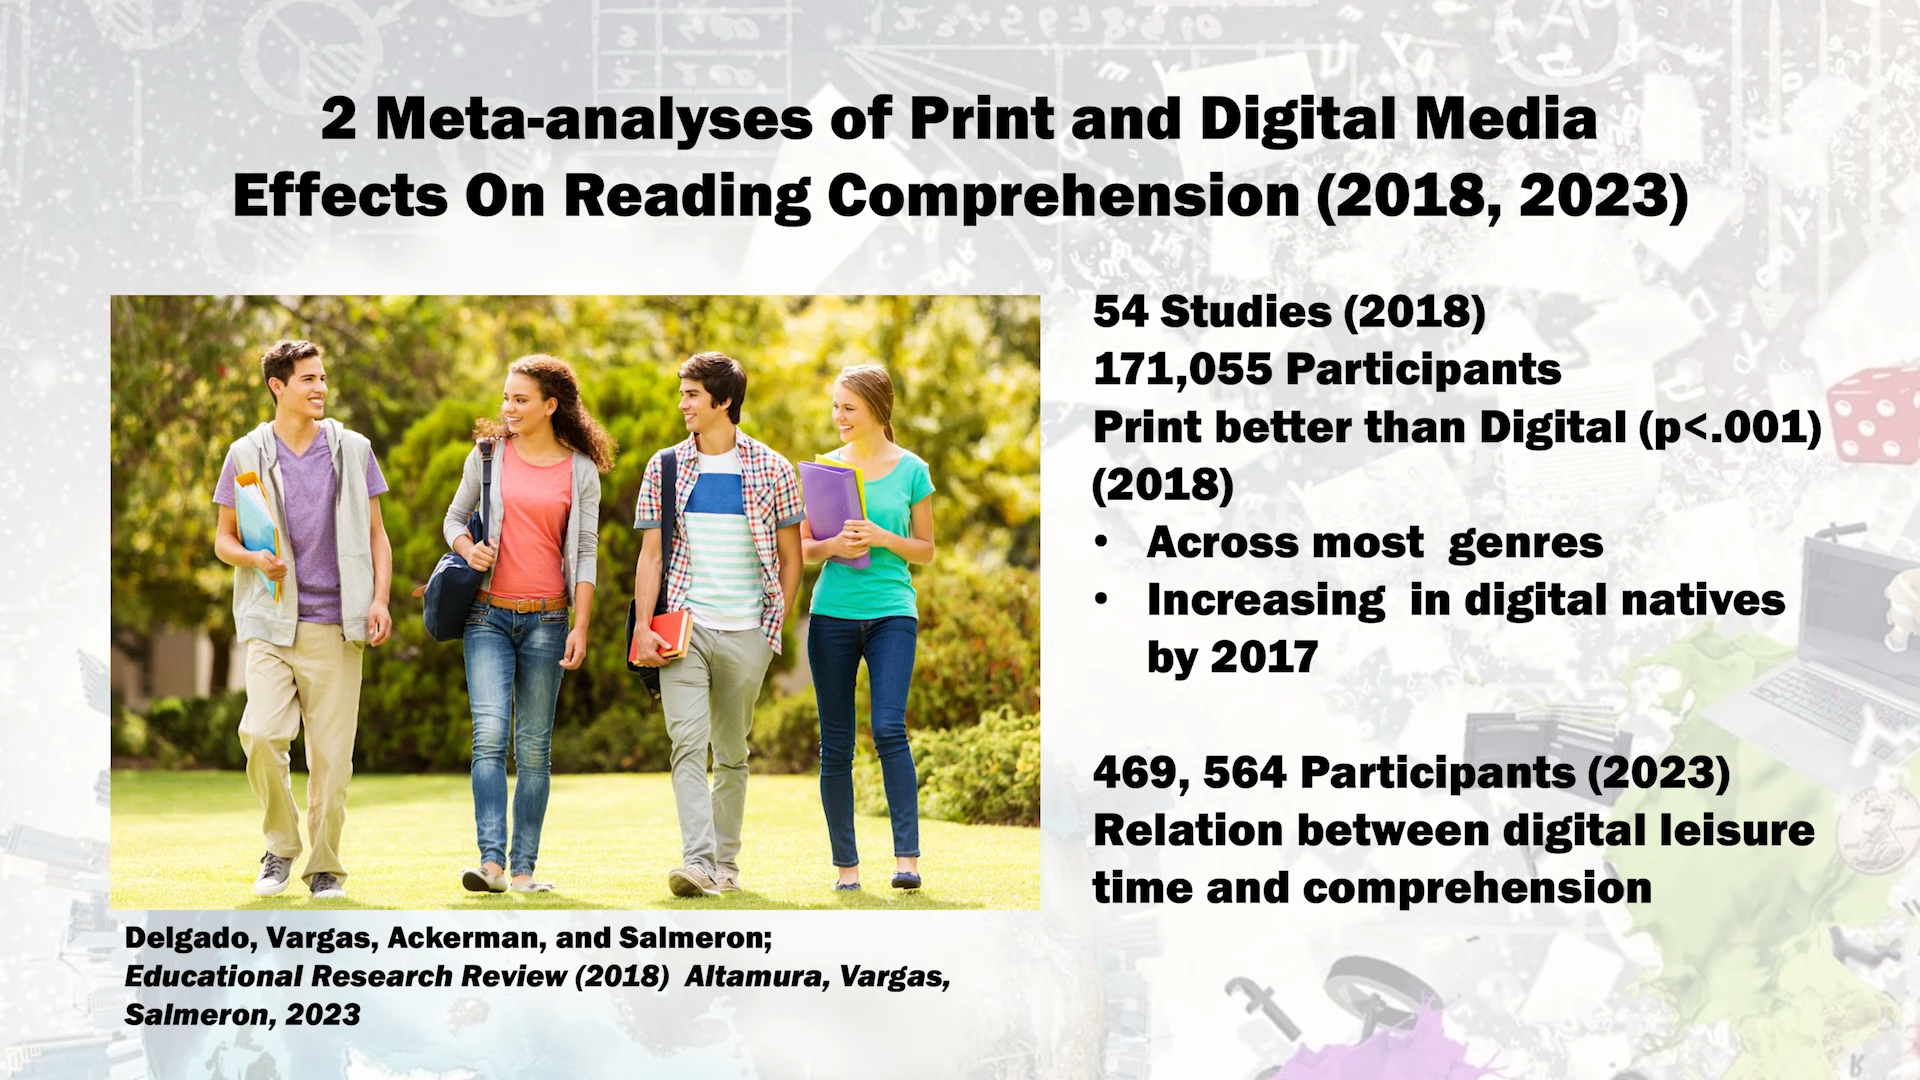 2 Meta-analyses of Print and Digital Media
Effects On Reading Comprehension (2018, 2023)
54 Studies (2018)
171,055 Participants
Print better than Digital (p<.001)
(2018)
• Across most genres
• Increasing in digital natives
by 2017
469, 564 Participants (2023)
Relation between digital leisure
time and comprehension
Delgado, Vargas, Ackerman, and Salmeron;
Educational Research Review (2018) Altamura, Vargas,
Salmeron, 2023